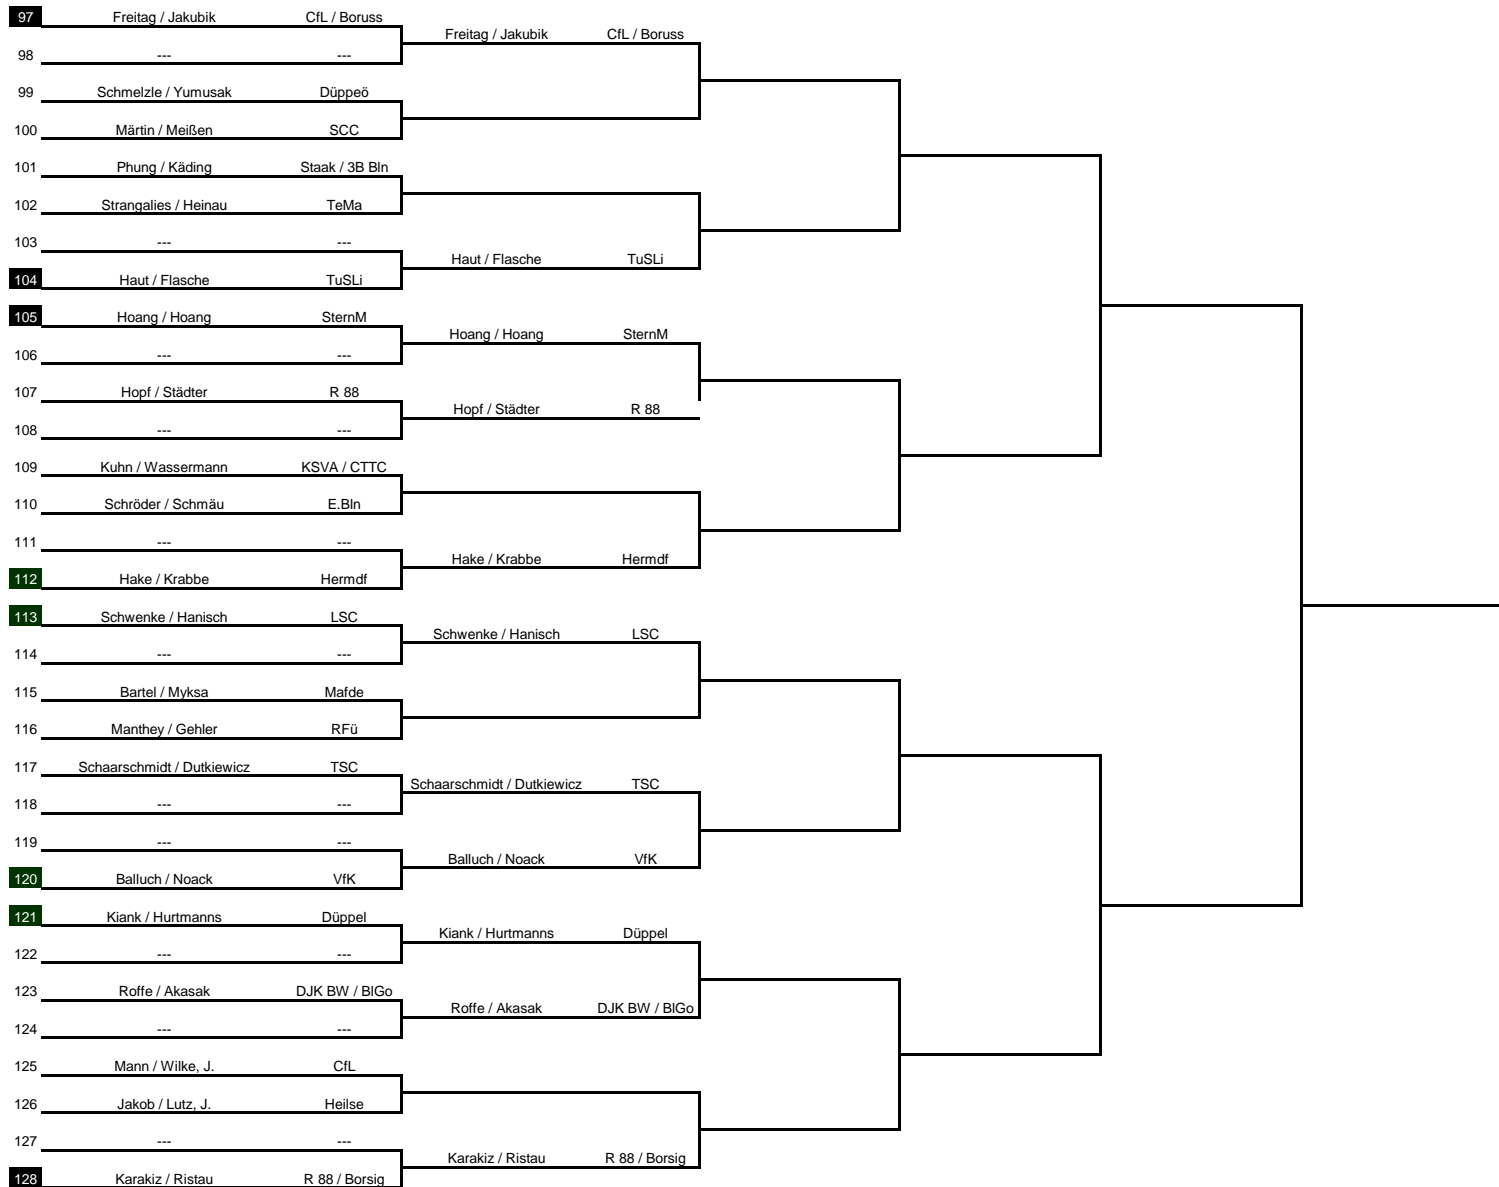 97 Freitag / Jakubik CfL / Boruss
Freitag / Jakubik CfL / Boruss
98 --- ---
99 Schmelzle / Yumusak Düppeö
100 Märtin / Meißen SCC
101 Phung / Käding Staak / 3B Bln
102 Strangalies / Heinau TeMa
103 --- ---
Haut / Flasche TuSLi
104 Haut / Flasche TuSLi
105 Hoang / Hoang SternM
Hoang / Hoang SternM
106 --- ---
107 Hopf / Städter R 88
Hopf / Städter R 88
108 --- ---
109 Kuhn / Wassermann KSVA / CTTC
110 Schröder / Schmäu E.Bln
111 --- ---
Hake / Krabbe Hermdf
112 Hake / Krabbe Hermdf
113 Schwenke / Hanisch LSC
Schwenke / Hanisch LSC
114 --- ---
115 Bartel / Myksa Mafde
116 Manthey / Gehler RFü
117 Schaarschmidt / Dutkiewicz TSC
Schaarschmidt / Dutkiewicz TSC
118 --- ---
119 --- ---
Balluch / Noack VfK
120 Balluch / Noack VfK
121 Kiank / Hurtmanns Düppel
Kiank / Hurtmanns Düppel
122 --- ---
123 Roffe / Akasak DJK BW / BlGo
Roffe / Akasak DJK BW / BlGo
124 --- ---
125 Mann / Wilke, J. CfL
126 Jakob / Lutz, J. Heilse
127 --- ---
Karakiz / Ristau R 88 / Borsig
128 Karakiz / Ristau R 88 / Borsig